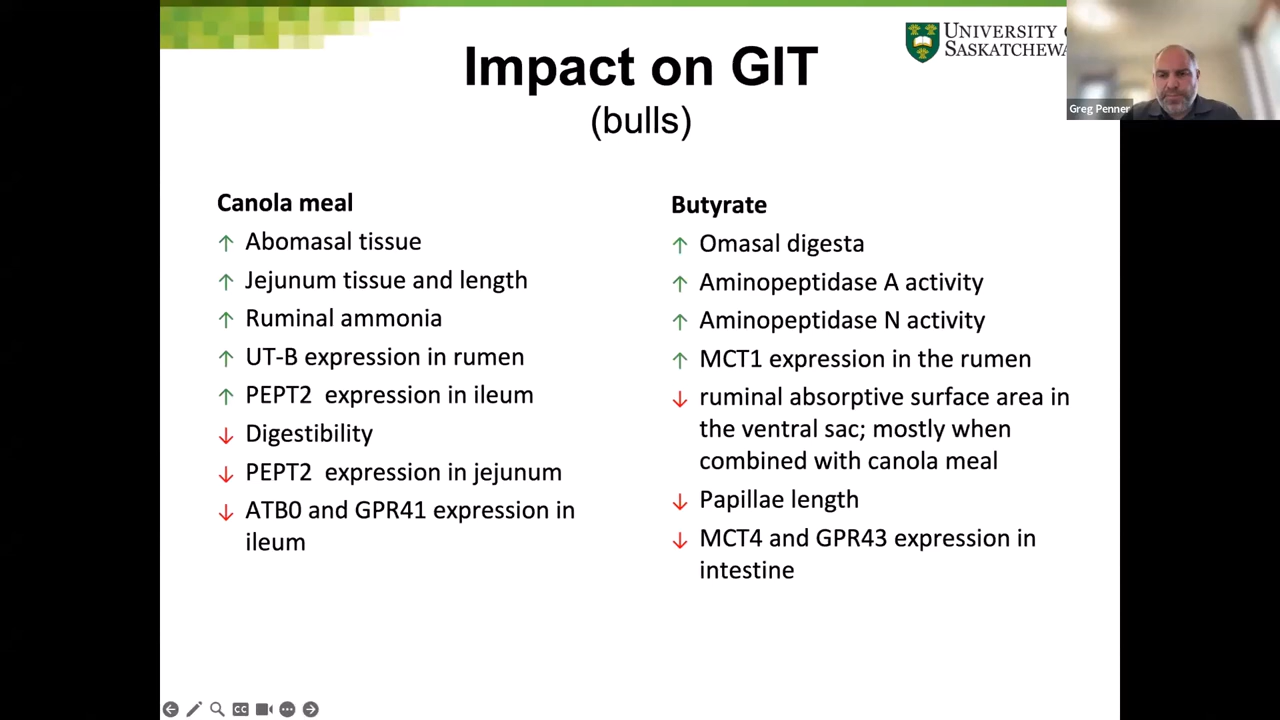 UNIVERSITY
SASKATCHEWA
Impact on GIT
(bulls)
Greg Penner
Canola meal
↑ Abomasal tissue
↑ Jejunum tissue and length
↑ Ruminal ammonia
↑ UT-B expression in rumen
↑ PEPT2 expression in ileum
↓ Digestibility
↓ PEPT2 expression in jejunum
↓ ATB0 and GPR41 expression in
ileum
Butyrate
↑ Omasal digesta
↑ Aminopeptidase A activity
↑ Aminopeptidase N activity
↑ MCT1 expression in the rumen
↓ ruminal absorptive surface area in
the ventral sac; mostly when
combined with canola meal
↓ Papillae length
↓ MCT4 and GPR43 expression in
intestine
CC